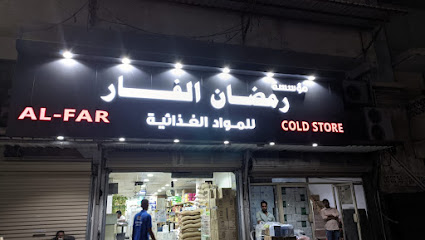 مؤسسة
رمضان الفار
للمواد الغذائية
AL-FAR
COLD STORE